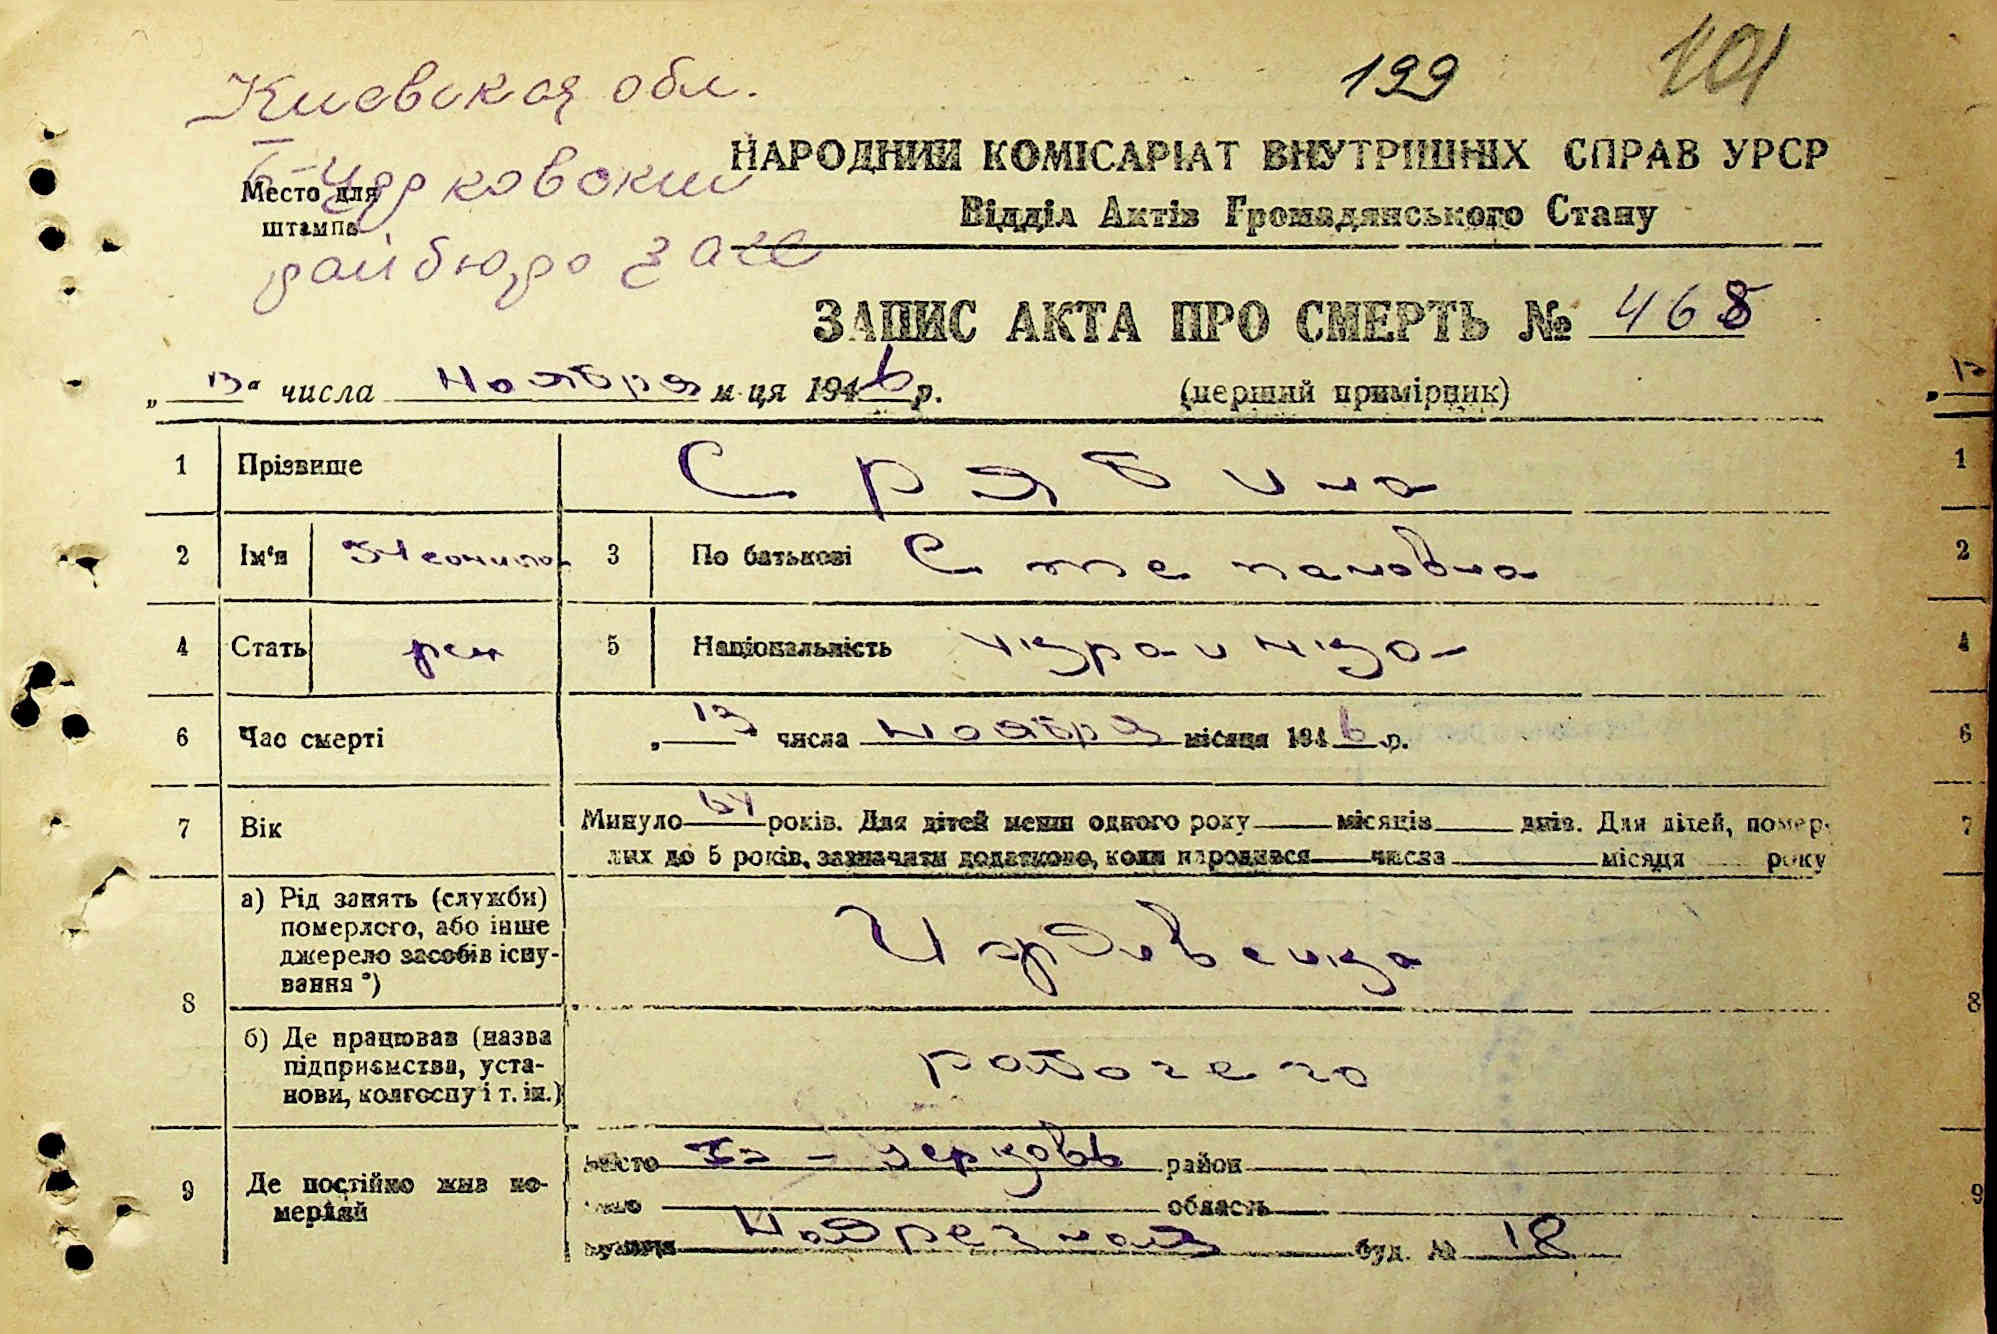 199 101
Киевская обл.
Б-Церковский
НАРОДНИЙ КОМІСАРІАТ ВНУТРІШНІХ СПРАВ УРСР
Место для
штампа
Відділ Актів Громадянського Стану
райбюро загс
ЗАПИС АКТА ПРО СМЕРТЬ № 468
„13“ числа Ноября м-ця 1946 р. (перший примірник)
1 Прізвище Срябина 1
2 Ім'я 3 По батькові Степановна 2
4 Стать жен 5 Національність украинка 4
6 Час смерті „13 числа Ноября місяця 1946 р. 6
7 Вік Минуло 64 років. Для дітей менш одного року місяців днів. Для дітей, помер-
лих до 5 років, зазначити додатково, коли народився числа місяця року 7
8 а) Рід занять (служби)
померлого, або інше
джерело засобів існу-
вання *) Иждивенка
б) Де працював (назва
підприємства, уста-
нови, колгоспу і т. ін.) рабочего 8
9 Де постійно жив по-
мерлий
місто Б-Церковь район
село область
вулиця Набрежная буд. № 18 9